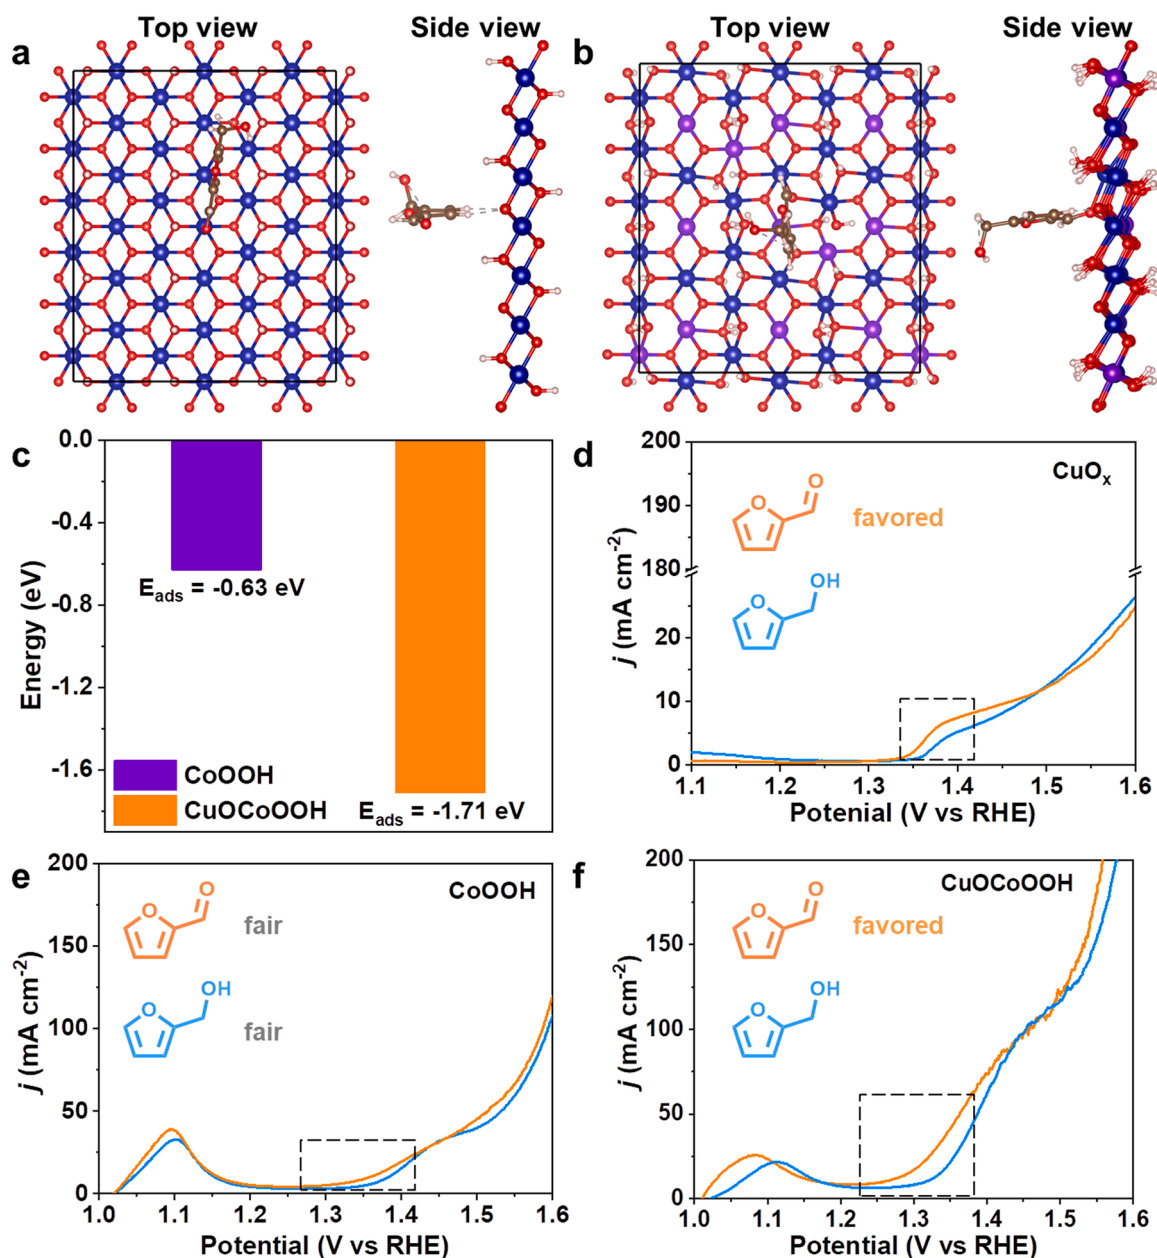 a
Top view
Side view
b
Top view
Side view
c
0.0
-0.4
-0.8
-1.2
-1.6
Energy (eV)
E_ads = -0.63 eV
E_ads = -1.71 eV
CoOOH
CuOCoOOH
d
CuO_x
200
190
180
20
10
0
j (mA cm^-2)
O
O
favored
O
OH
1.1 1.2 1.3 1.4 1.5 1.6
Potenial (V vs RHE)
e
CoOOH
200
150
100
50
0
j (mA cm^-2)
O
O
fair
O
OH
fair
1.0 1.1 1.2 1.3 1.4 1.5 1.6
Potential (V vs RHE)
f
CuOCoOOH
200
150
100
50
0
j (mA cm^-2)
O
O
favored
O
OH
1.0 1.1 1.2 1.3 1.4 1.5 1.6
Potential (V vs RHE)